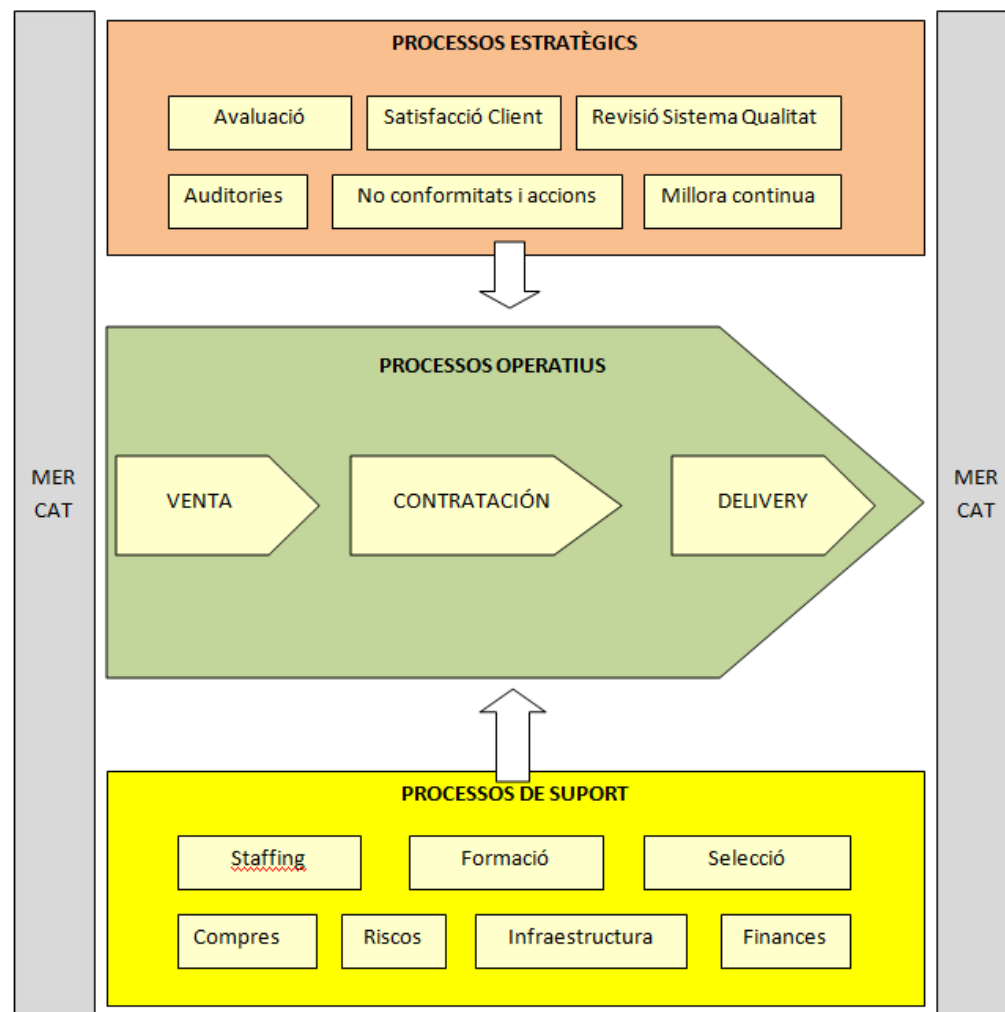 PROCESSOS ESTRATÈGICS
Avaluació
Satisfacció Client
Revisió Sistema Qualitat
Auditories
No conformitats i accions
Millora continua
PROCESSOS OPERATIUS
MER
CAT
VENTA
CONTRATACIÓN
DELIVERY
MER
CAT
PROCESSOS DE SUPORT
Staffing
Formació
Selecció
Compres
Riscos
Infraestructura
Finances